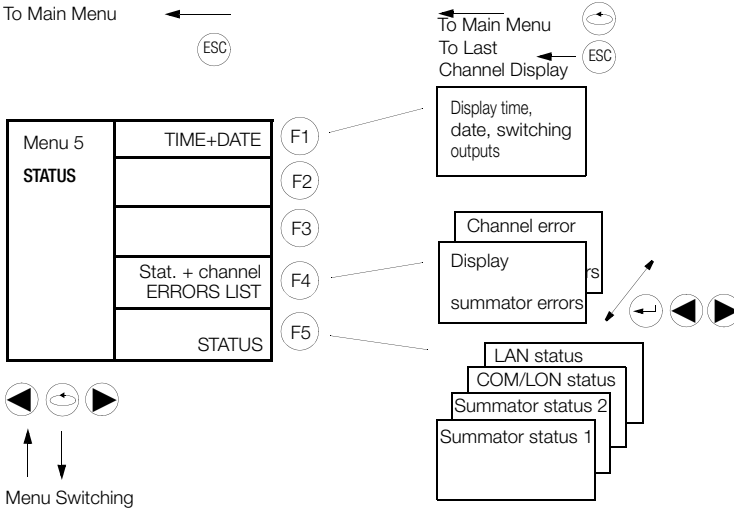 To Main Menu
ESC
To Main Menu
To Last
ESC
Channel Display
Menu 5
STATUS
TIME+DATE
F1
F2
F3
Stat. + channel
ERRORS LIST
F4
STATUS
F5
Display time,
date, switching
outputs
Channel error
Display
rs
summator errors
LAN status
COM/LON status
Summator status 2
Summator status 1
Menu Switching